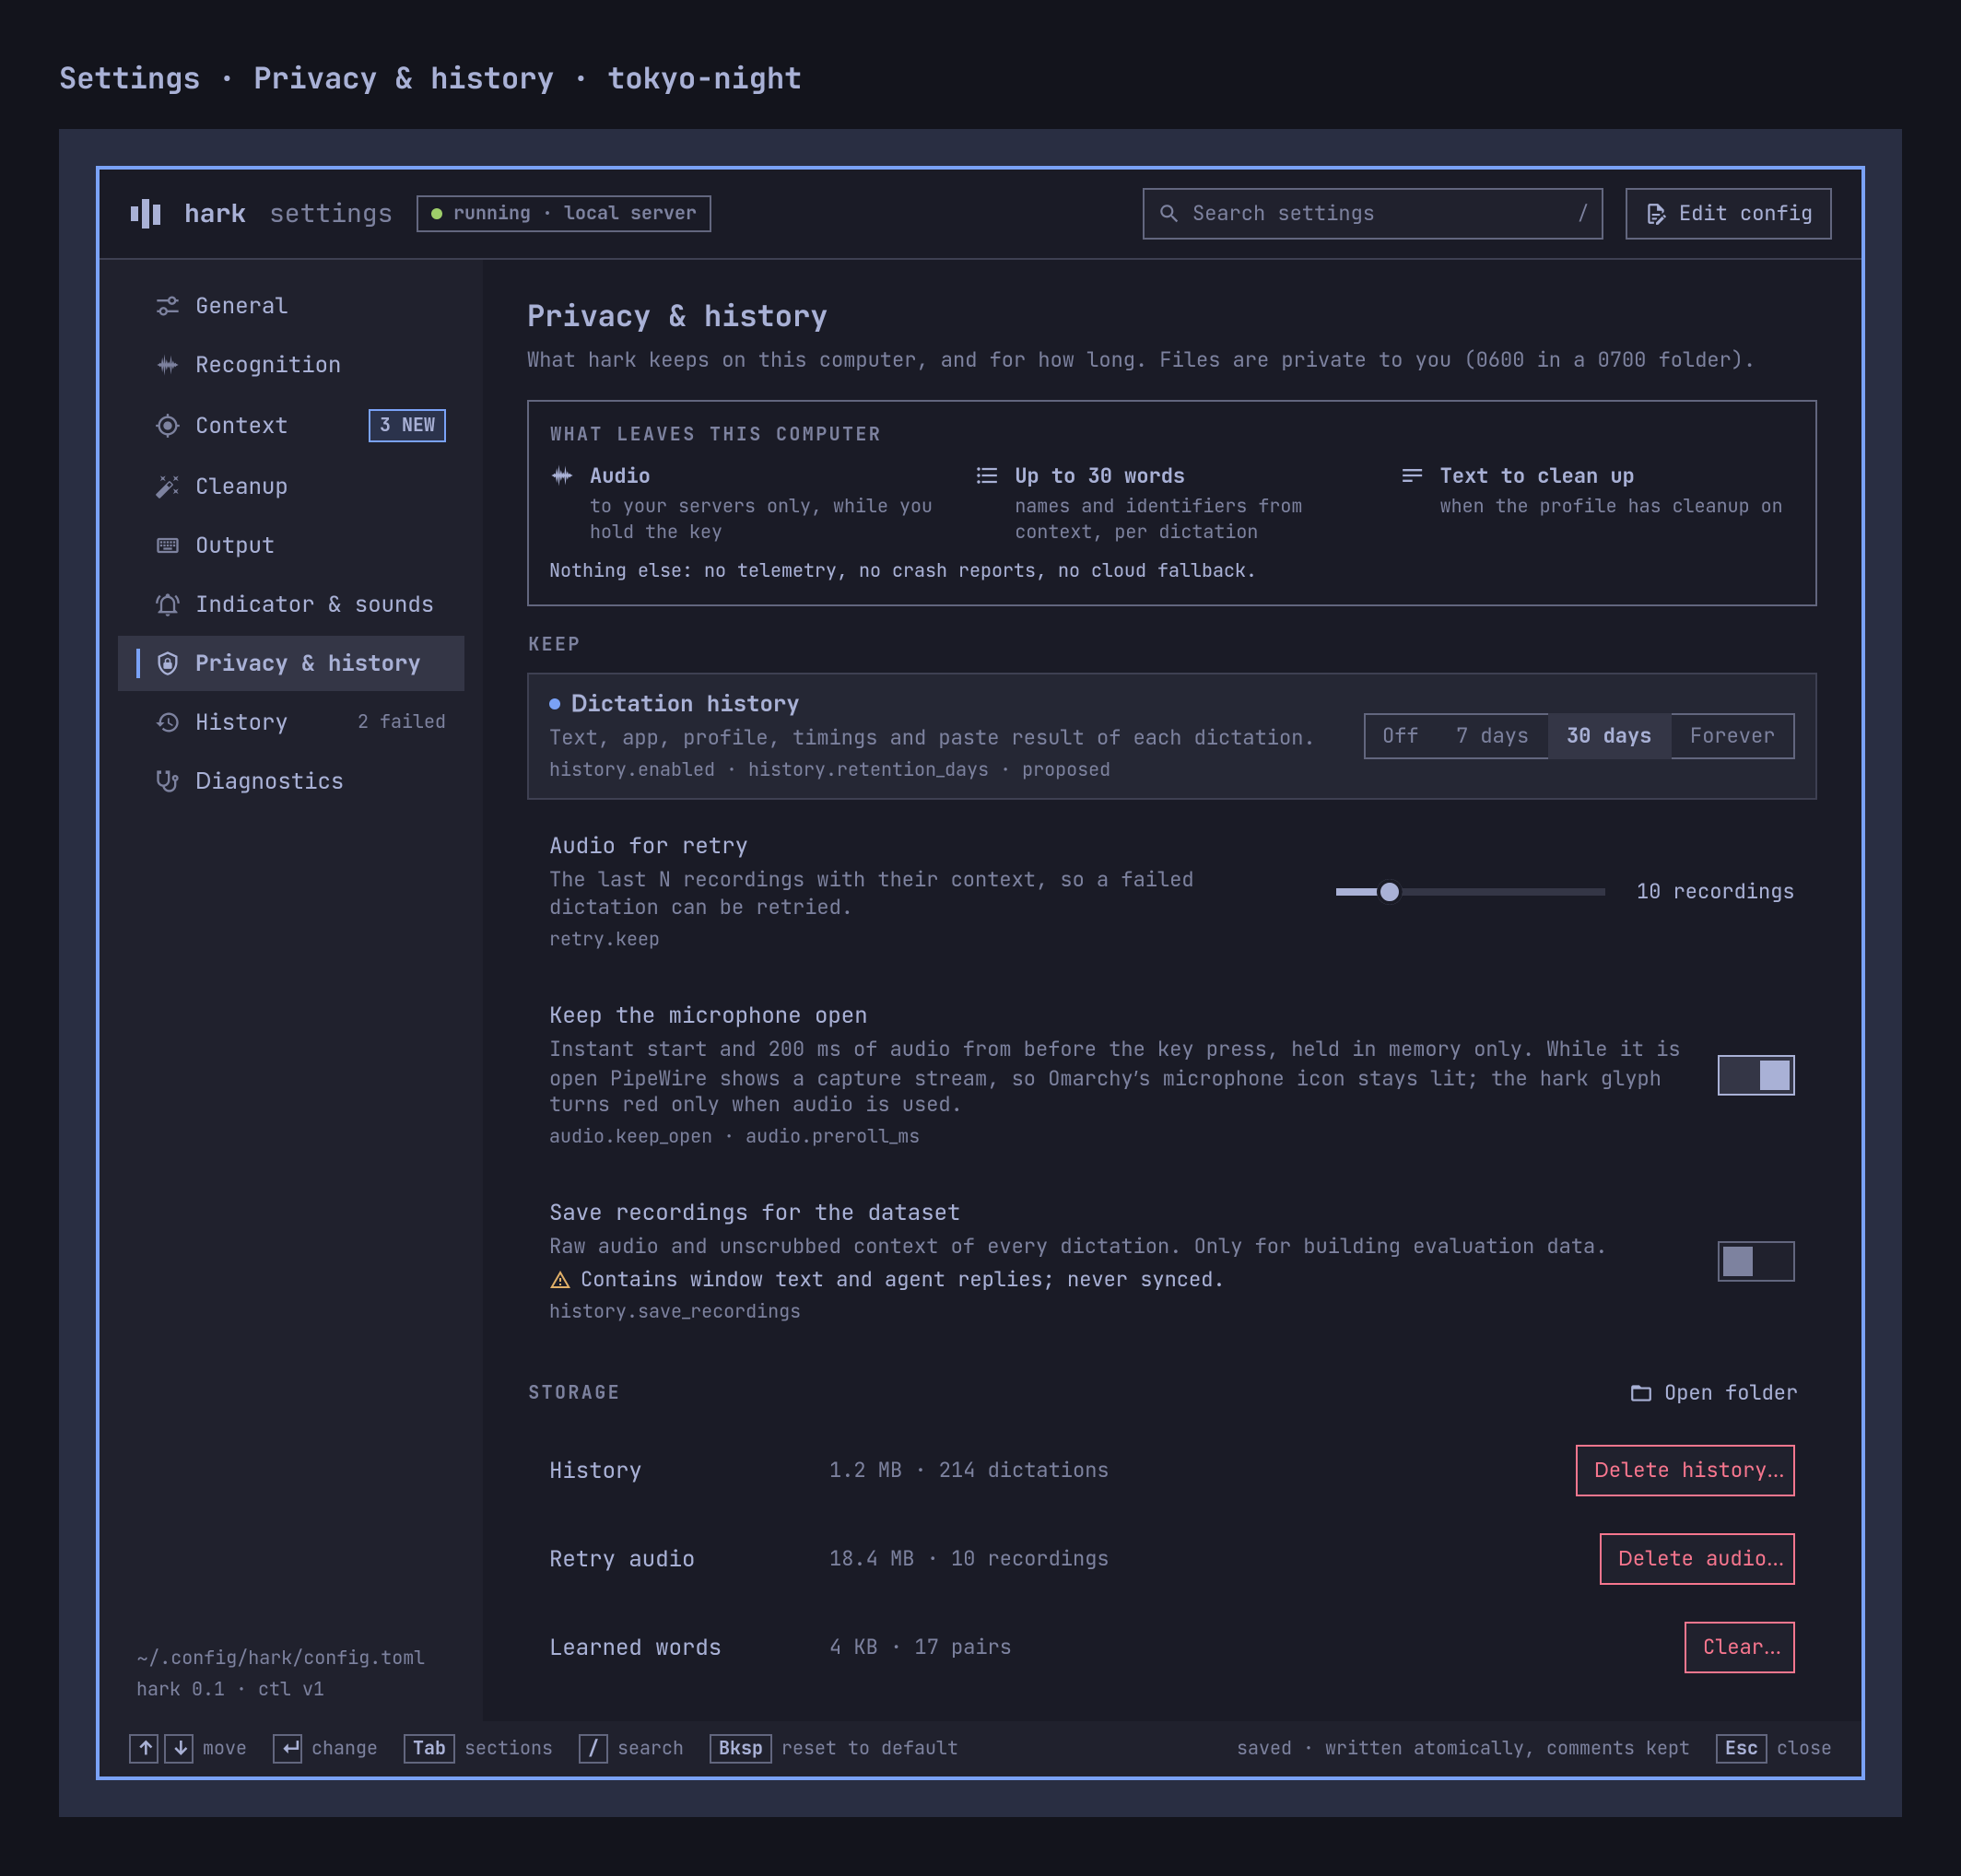 Settings · Privacy & history · tokyo-night
hark settings
running · local server
Search settings /
Edit config
General
Recognition
Context 3 NEW
Cleanup
Output
Indicator & sounds
Privacy & history
History 2 failed
Diagnostics
~/.config/hark/config.toml
hark 0.1 · ctl v1
Privacy & history
What hark keeps on this computer, and for how long. Files are private to you (0600 in a 0700 folder).
WHAT LEAVES THIS COMPUTER
Audio
to your servers only, while you
hold the key
Up to 30 words
names and identifiers from
context, per dictation
Text to clean up
when the profile has cleanup on
Nothing else: no telemetry, no crash reports, no cloud fallback.
KEEP
Dictation history
Text, app, profile, timings and paste result of each dictation.
history.enabled · history.retention_days · proposed
Off 7 days 30 days Forever
Audio for retry
The last N recordings with their context, so a failed
dictation can be retried.
retry.keep
10 recordings
Keep the microphone open
Instant start and 200 ms of audio from before the key press, held in memory only. While it is
open PipeWire shows a capture stream, so Omarchy’s microphone icon stays lit; the hark glyph
turns red only when audio is used.
audio.keep_open · audio.preroll_ms
Save recordings for the dataset
Raw audio and unscrubbed context of every dictation. Only for building evaluation data.
Contains window text and agent replies; never synced.
history.save_recordings
STORAGE
Open folder
History 1.2 MB · 214 dictations Delete history…
Retry audio 18.4 MB · 10 recordings Delete audio…
Learned words 4 KB · 17 pairs Clear…
↑ ↓ move ↵ change Tab sections / search Bksp reset to default
saved · written atomically, comments kept Esc close